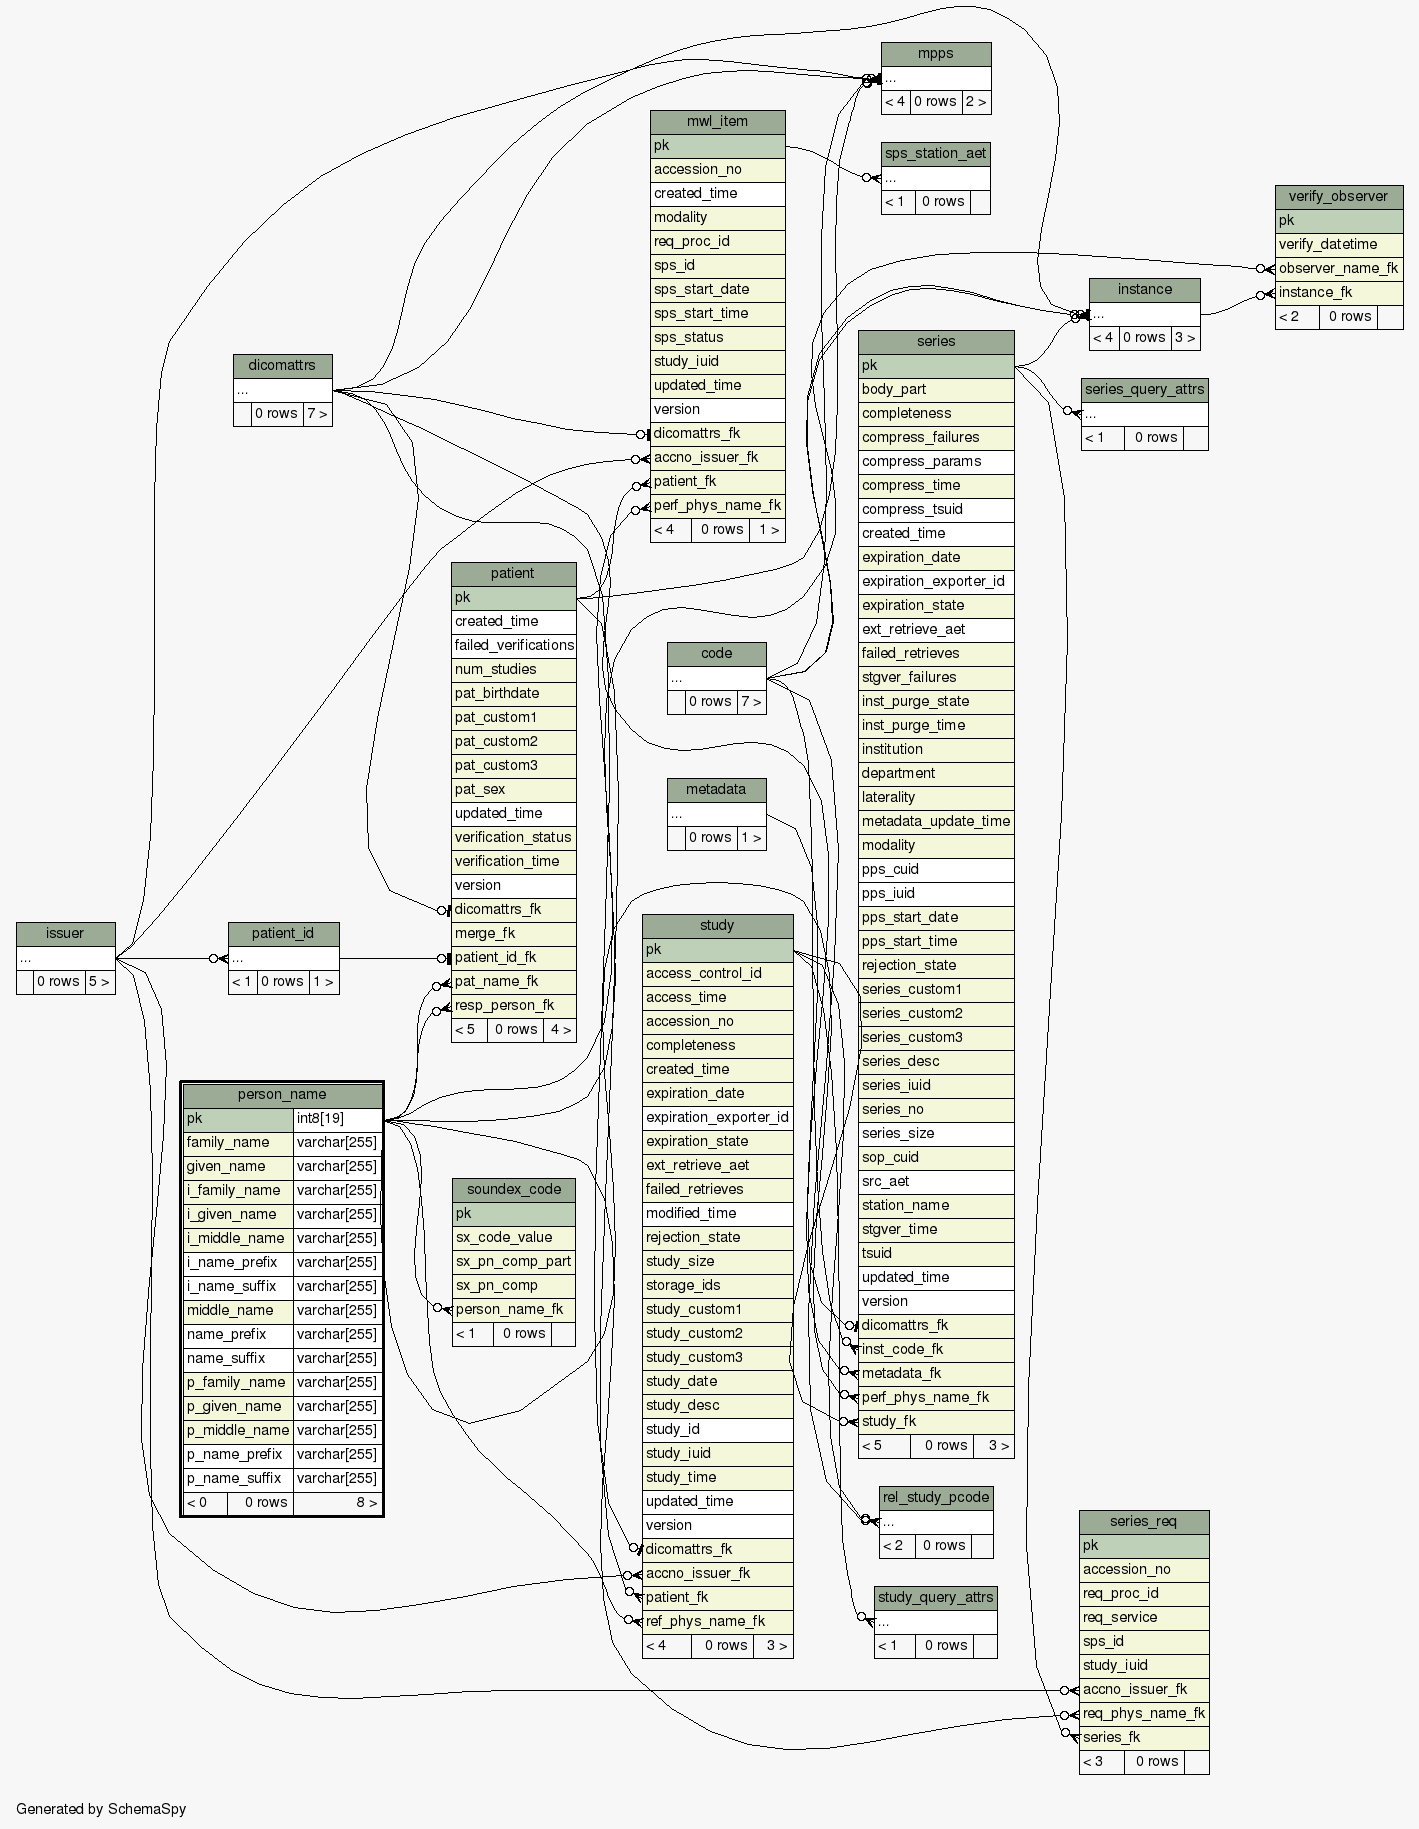 mpps
...
< 4 0 rows 2 >
mwl_item
pk
accession_no
created_time
modality
req_proc_id
sps_id
sps_start_date
sps_start_time
sps_status
study_iuid
updated_time
version
dicomattrs_fk
accno_issuer_fk
patient_fk
perf_phys_name_fk
< 4 0 rows 1 >
sps_station_aet
...
< 1 0 rows
verify_observer
pk
verify_datetime
observer_name_fk
instance_fk
< 2 0 rows
instance
...
< 4 0 rows 3 >
series
pk
body_part
completeness
compress_failures
compress_params
compress_time
compress_tsuid
created_time
expiration_date
expiration_exporter_id
expiration_state
ext_retrieve_aet
failed_retrieves
stgver_failures
inst_purge_state
inst_purge_time
institution
department
laterality
metadata_update_time
modality
pps_cuid
pps_iuid
pps_start_date
pps_start_time
rejection_state
series_custom1
series_custom2
series_custom3
series_desc
series_iuid
series_no
series_size
sop_cuid
src_aet
station_name
stgver_time
tsuid
updated_time
version
dicomattrs_fk
inst_code_fk
metadata_fk
perf_phys_name_fk
study_fk
< 5 0 rows 3 >
dicomattrs
...
0 rows 7 >
series_query_attrs
...
< 1 0 rows
patient
pk
created_time
failed_verifications
num_studies
pat_birthdate
pat_custom1
pat_custom2
pat_custom3
pat_sex
updated_time
verification_status
verification_time
version
dicomattrs_fk
merge_fk
patient_id_fk
pat_name_fk
resp_person_fk
< 5 0 rows 4 >
code
...
0 rows 7 >
metadata
...
0 rows 1 >
issuer
...
0 rows 5 >
patient_id
...
< 1 0 rows 1 >
study
pk
access_control_id
access_time
accession_no
completeness
created_time
expiration_date
expiration_exporter_id
expiration_state
ext_retrieve_aet
failed_retrieves
modified_time
rejection_state
study_size
storage_ids
study_custom1
study_custom2
study_custom3
study_date
study_desc
study_id
study_iuid
study_time
updated_time
version
dicomattrs_fk
accno_issuer_fk
patient_fk
ref_phys_name_fk
< 4 0 rows 3 >
person_name
pk int8[19]
family_name varchar[255]
given_name varchar[255]
i_family_name varchar[255]
i_given_name varchar[255]
i_middle_name varchar[255]
i_name_prefix varchar[255]
i_name_suffix varchar[255]
middle_name varchar[255]
name_prefix varchar[255]
name_suffix varchar[255]
p_family_name varchar[255]
p_given_name varchar[255]
p_middle_name varchar[255]
p_name_prefix varchar[255]
p_name_suffix varchar[255]
< 0 0 rows 8 >
soundex_code
pk
sx_code_value
sx_pn_comp_part
sx_pn_comp
person_name_fk
< 1 0 rows
rel_study_pcode
...
< 2 0 rows
study_query_attrs
...
< 1 0 rows
series_req
pk
accession_no
req_proc_id
req_service
sps_id
study_iuid
accno_issuer_fk
req_phys_name_fk
series_fk
< 3 0 rows
Generated by SchemaSpy